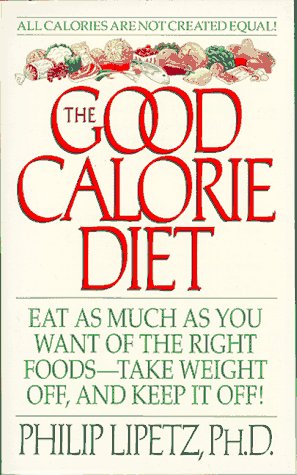 ALL CALORIES ARE NOT CREATED EQUAL!
THE
GOOD
CALORIE
DIET
EAT AS MUCH AS YOU
WANT OF THE RIGHT
FOODS—TAKE WEIGHT
OFF, AND KEEP IT OFF!
PHILIP LIPETZ, PH.D.